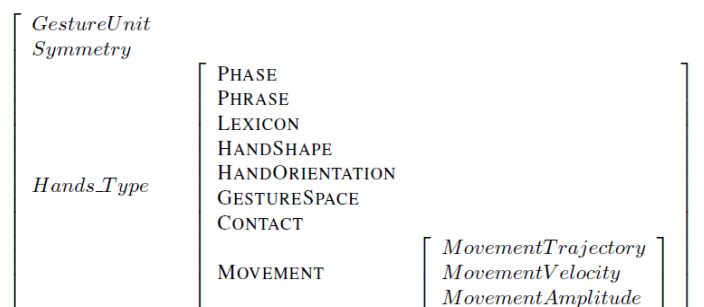 GestureUnit
Symmetry
PHASE
PHRASE
LEXICON
HANDSHAPE
Hands_Type
HANDORIENTATION
GESTURESPACE
CONTACT
MovementTrajectory
MOVEMENT
MovementVelocity
MovementAmplitude